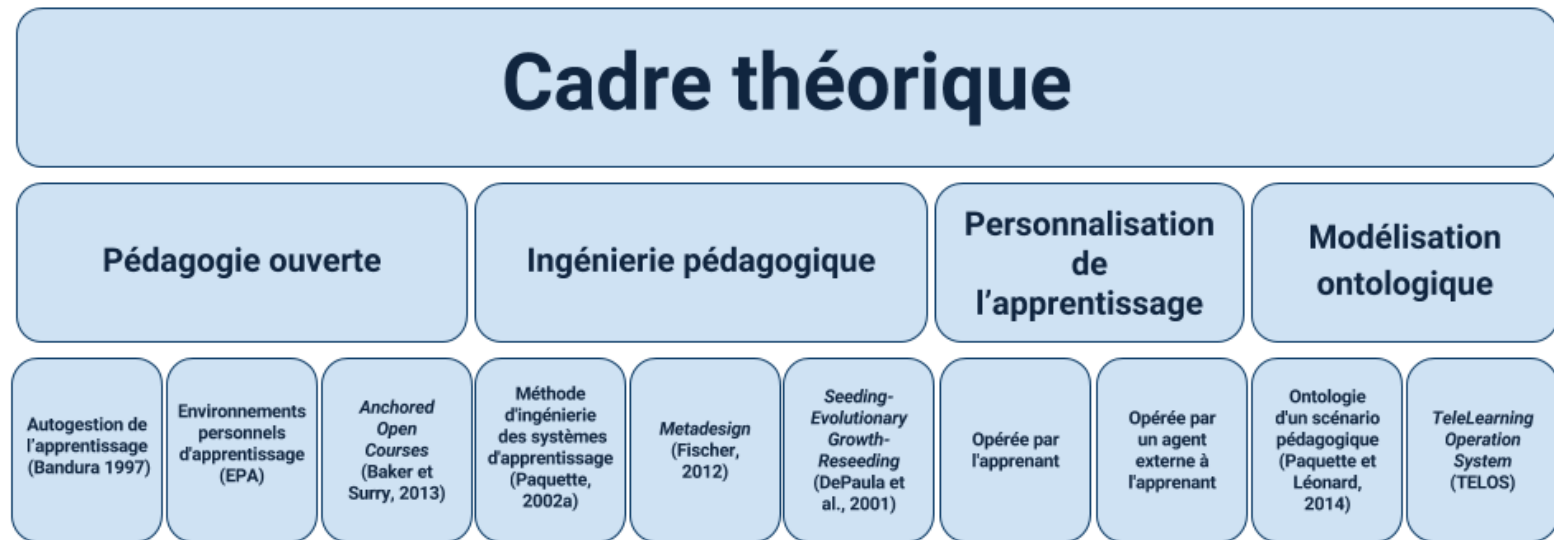 Cadre théorique
Pédagogie ouverte
Ingénierie pédagogique
Personnalisation
de
l’apprentissage
Modélisation
ontologique
Autogestion de
l’apprentissage
(Bandura 1997)
Environnements
personnels
d'apprentissage
(EPA)
Anchored
Open
Courses
(Baker et
Surry, 2013)
Méthode
d'ingénierie
des systèmes
d'apprentissage
(Paquette,
2002a)
Metadesign
(Fischer,
2012)
Seeding-
Evolutionary
Growth-
Reseeding
(DePaula et
al., 2001)
Opérée par
l'apprenant
Opérée par
un agent
externe à
l'apprenant
Ontologie
d'un scénario
pédagogique
(Paquette et
Léonard,
2014)
TeleLearning
Operation
System
(TELOS)